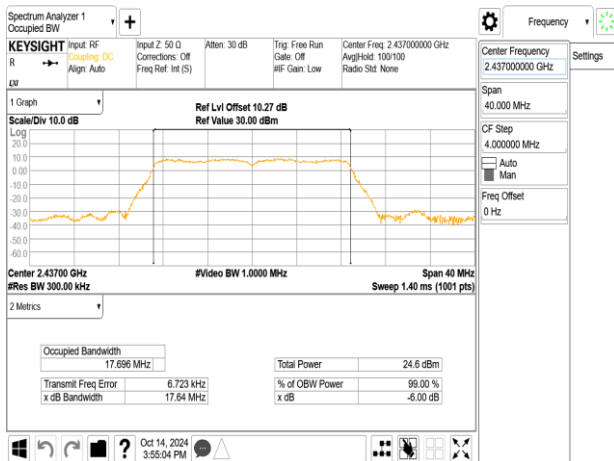 Spectrum Analyzer 1
Occupied BW
Frequency
Settings
KEYSIGHT
R
Input: RF
Coupling: DC
Align: Auto
Input Z: 50 Ω
Corrections: Off
Freq Ref: Int (S)
Atten: 30 dB
Trig: Free Run
Gate: Off
#IF Gain: Low
Center Freq: 2.437000000 GHz
Avg|Hold: 100/100
Radio Std: None
Center Frequency
2.437000000 GHz
Span
40.000 MHz
CF Step
4.000000 MHz
Auto
Man
Freq Offset
0 Hz
1 Graph
Scale/Div 10.0 dB
Ref Lvl Offset 10.27 dB
Ref Value 30.00 dBm
Log
20.0
10.0
0.00
-10.0
-20.0
-30.0
-40.0
-50.0
-60.0
Center 2.43700 GHz
#Video BW 1.0000 MHz
Span 40 MHz
#Res BW 300.00 kHz
Sweep 1.40 ms (1001 pts)
2 Metrics
Occupied Bandwidth
17.696 MHz
Total Power 24.6 dBm
Transmit Freq Error 6.723 kHz
% of OBW Power 99.00 %
x dB Bandwidth 17.64 MHz
x dB -6.00 dB
?
Oct 14, 2024
3:55:04 PM